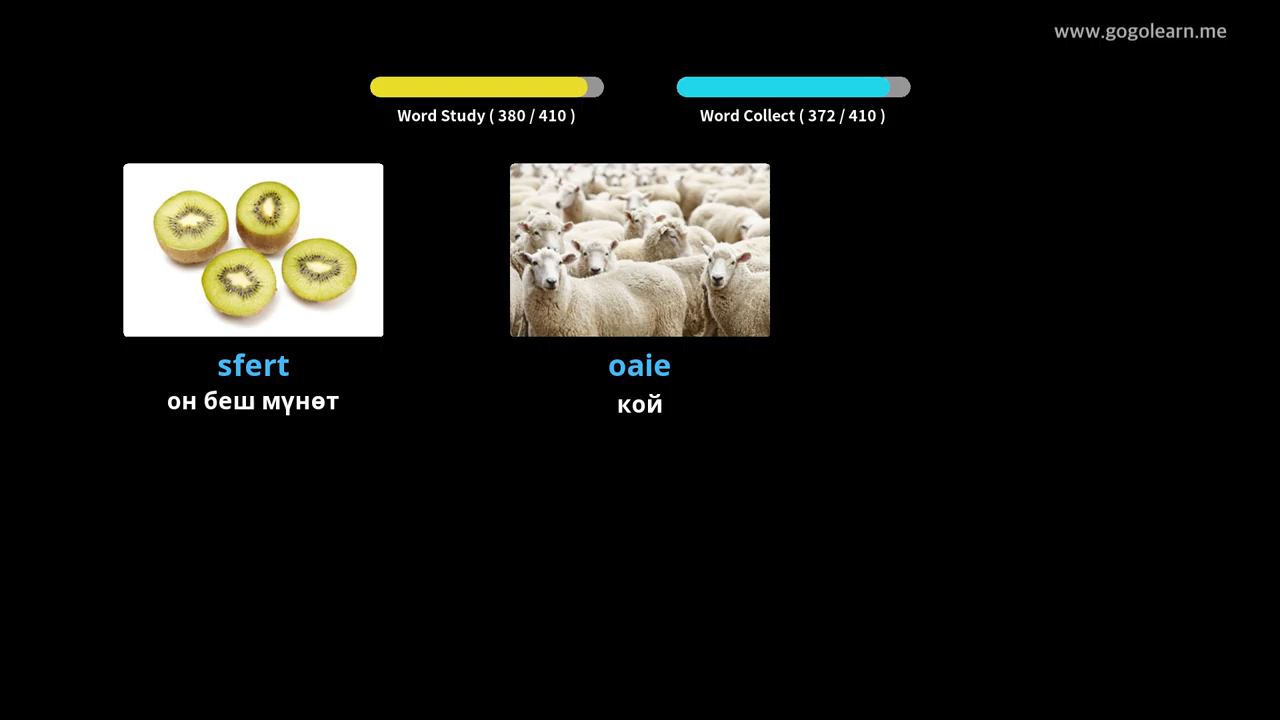 www.gogolearn.me
Word Study ( 380 / 410 )
Word Collect ( 372 / 410 )
sfert
он беш мүнөт
oaie
кой